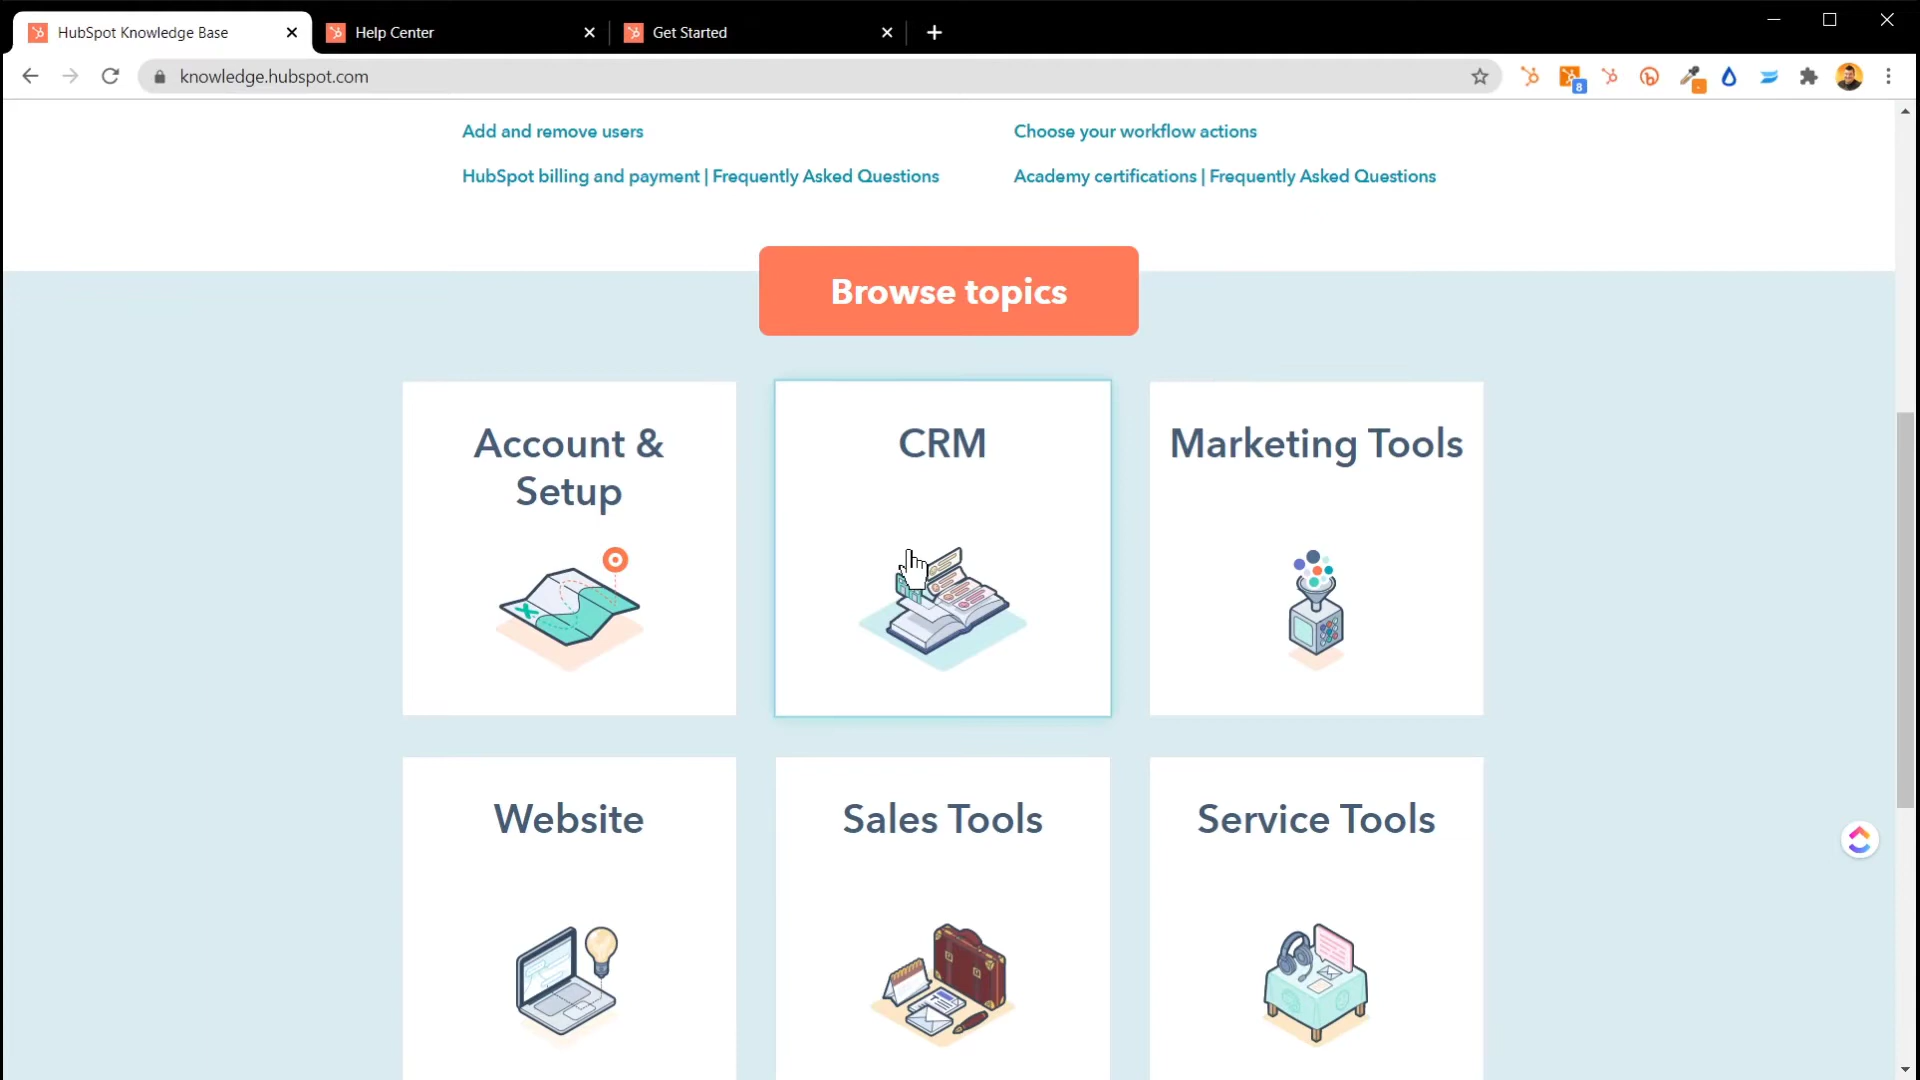 HubSpot Knowledge Base
Help Center
Get Started
knowledge.hubspot.com
8
Add and remove users
Choose your workflow actions
HubSpot billing and payment | Frequently Asked Questions
Academy certifications | Frequently Asked Questions
Browse topics
Account &
Setup
CRM
Marketing Tools
Website
Sales Tools
Service Tools